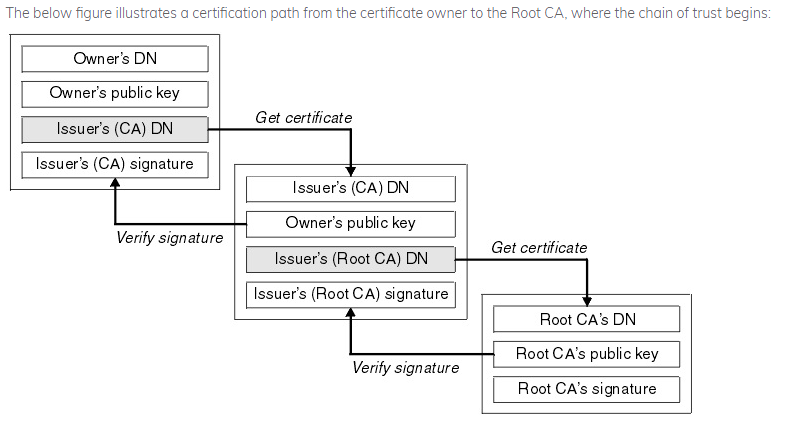 The below figure illustrates a certification path from the certificate owner to the Root CA, where the chain of trust begins:
Owner's DN
Owner's public key
Issuer's (CA) DN
Issuer's (CA) signature
Get certificate
Verify signature
Issuer's (CA) DN
Owner's public key
Issuer's (Root CA) DN
Issuer's (Root CA) signature
Get certificate
Verify signature
Root CA's DN
Root CA's public key
Root CA's signature